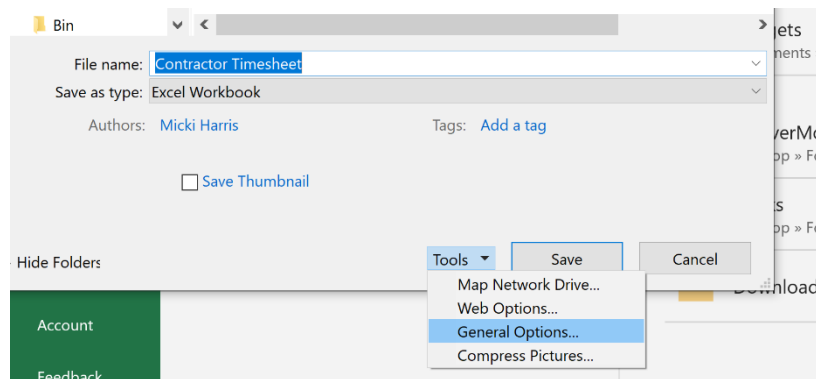 Bin
File name: Contractor Timesheet
Save as type: Excel Workbook
Authors: Micki Harris Tags: Add a tag
Save Thumbnail
Hide Folders
Tools Save Cancel
Map Network Drive...
Web Options...
General Options...
Compress Pictures...
Account
Feedback